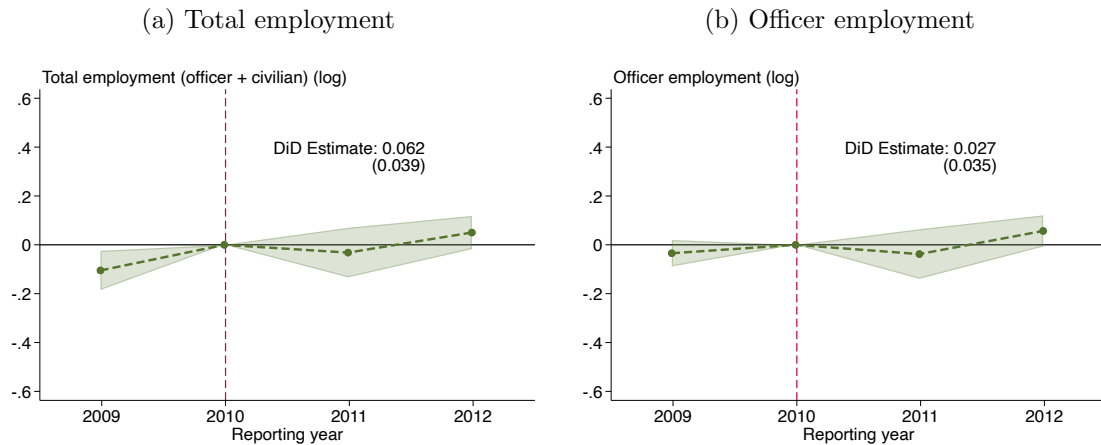 (a) Total employment
Total employment (officer + civilian) (log)
.6
.4
.2
0
-.2
-.4
-.6
DiD Estimate: 0.062
(0.039)
2009 2010 2011 2012
Reporting year
(b) Officer employment
Officer employment (log)
.6
.4
.2
0
-.2
-.4
-.6
DiD Estimate: 0.027
(0.035)
2009 2010 2011 2012
Reporting year